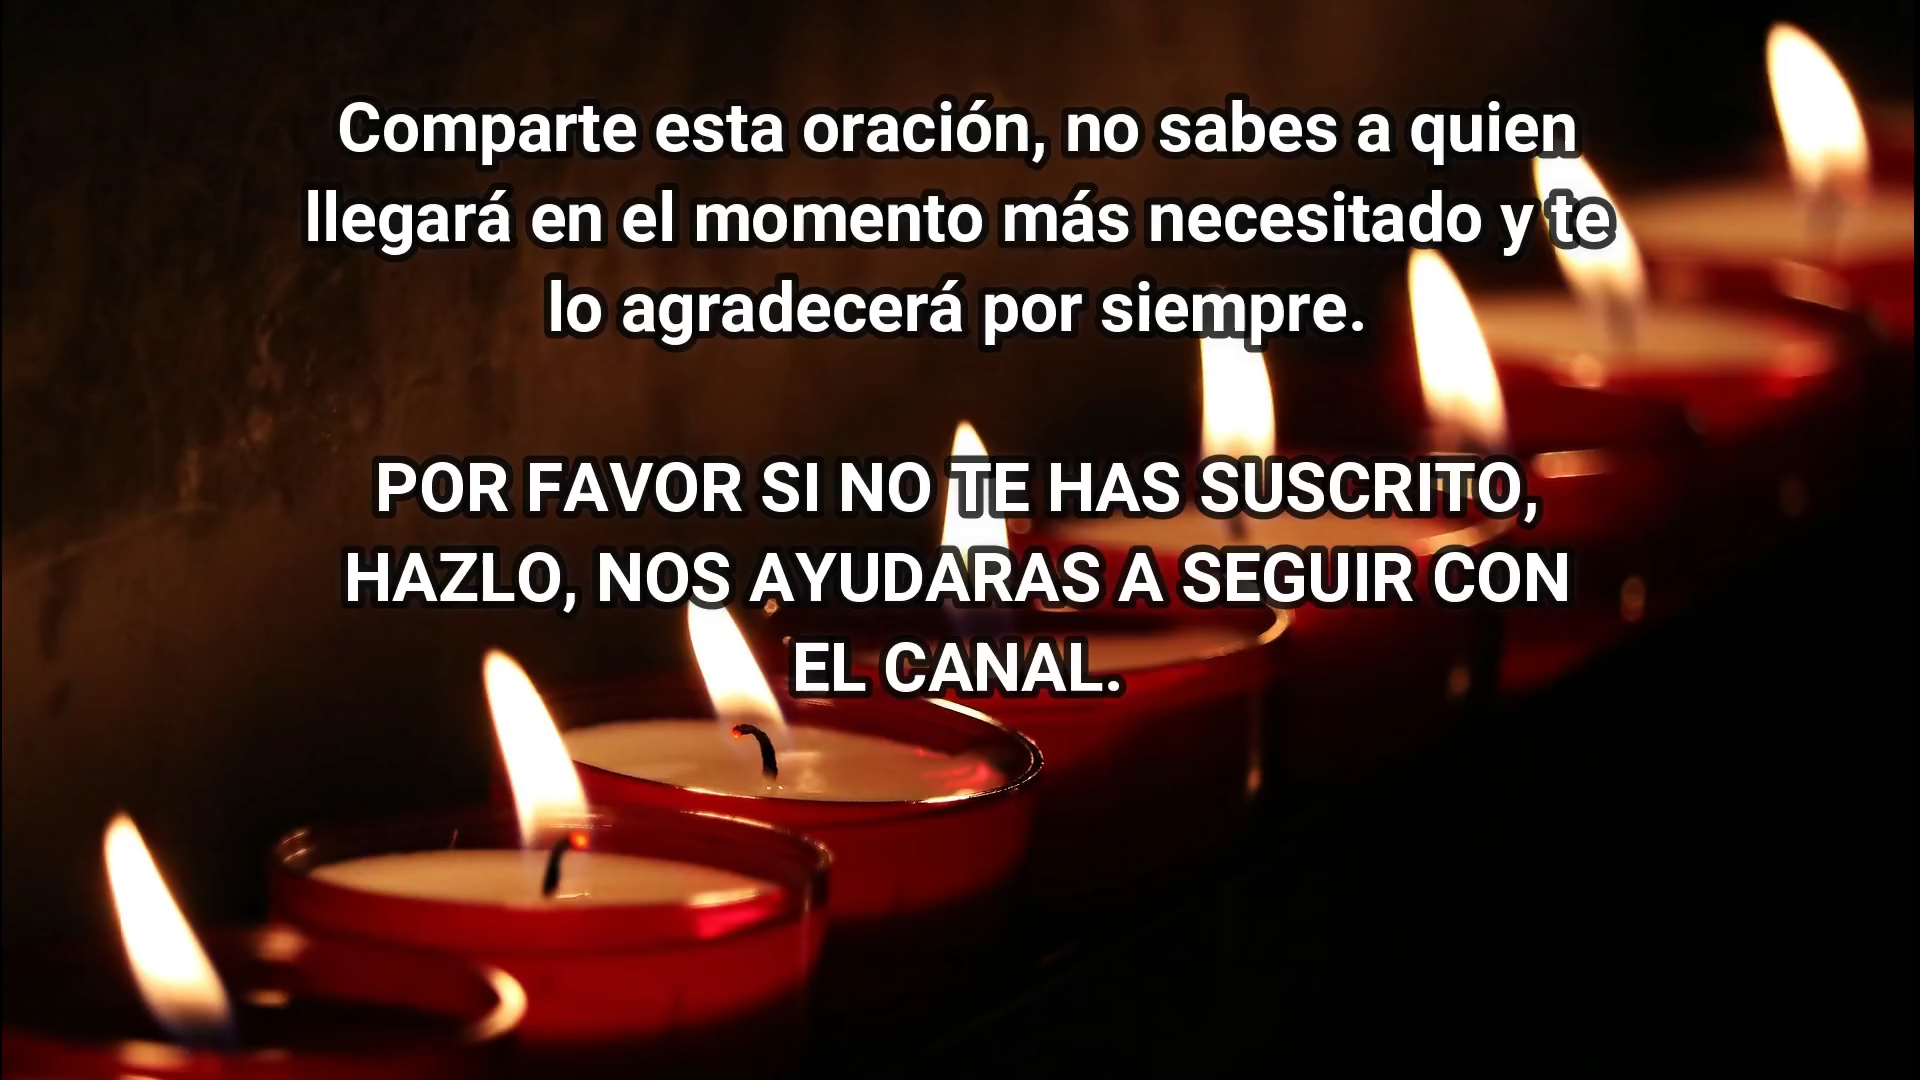 Comparte esta oración, no sabes a quien
llegará en el momento más necesitado y te
lo agradecerá por siempre.
POR FAVOR SI NO TE HAS SUSCRITO,
HAZLO, NOS AYUDARAS A SEGUIR CON
EL CANAL.